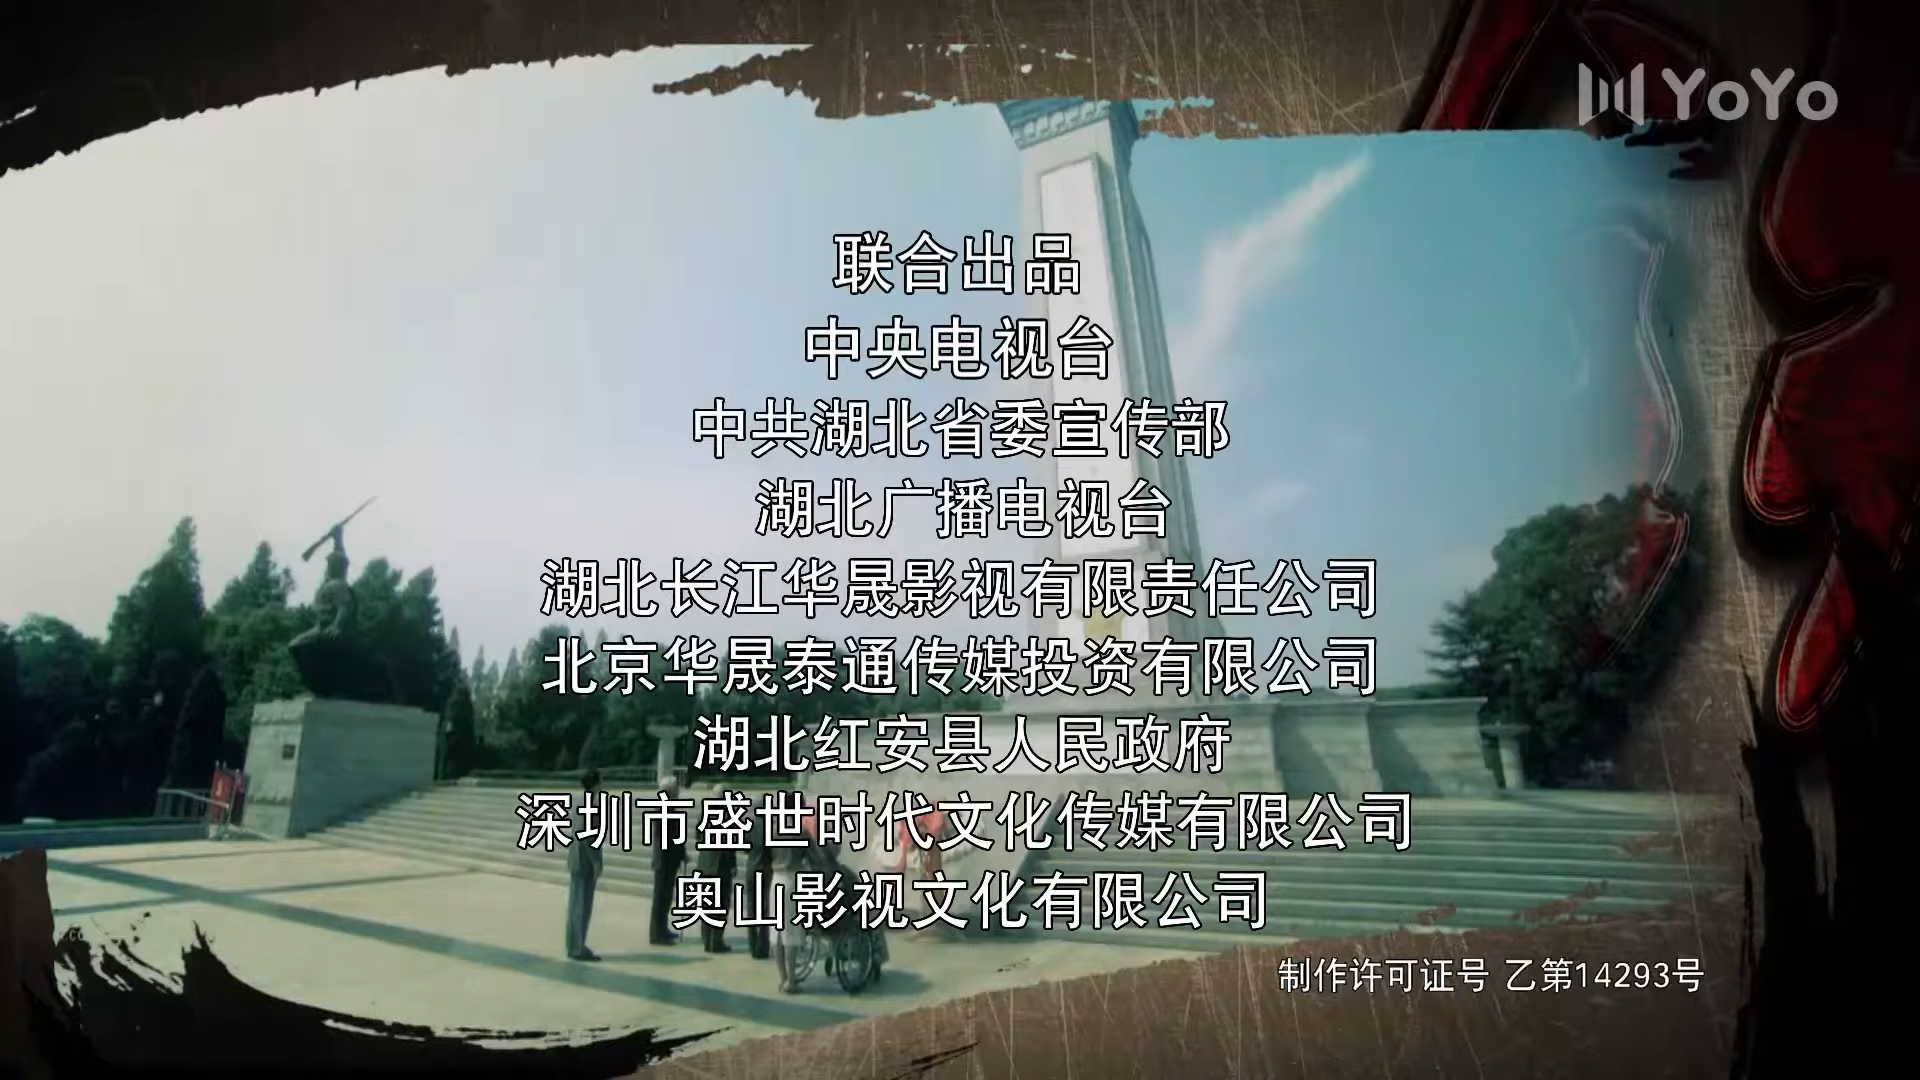 YoYo
联合出品
中央电视台
中共湖北省委宣传部
湖北广播电视台
湖北长江华晟影视有限责任公司
北京华晟泰通传媒投资有限公司
湖北红安县人民政府
深圳市盛世时代文化传媒有限公司
奥山影视文化有限公司
制作许可证号 乙第14293号